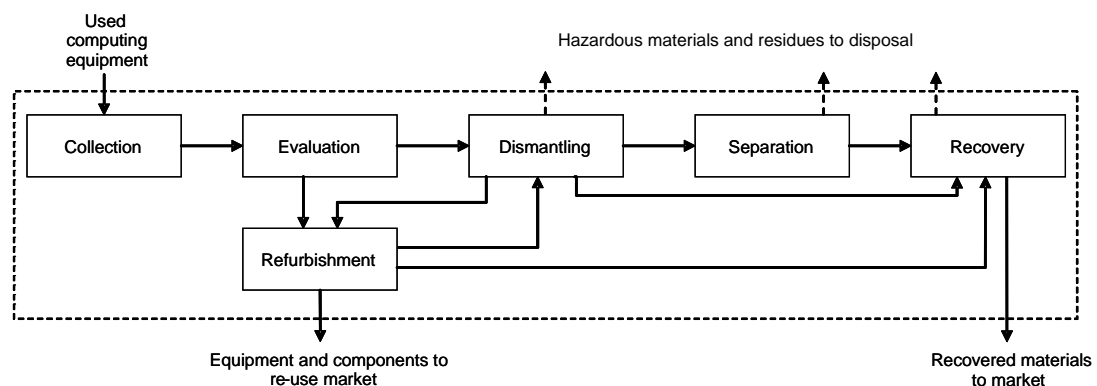 Used
computing
equipment
Hazardous materials and residues to disposal
Collection
Evaluation
Dismantling
Separation
Recovery
Refurbishment
Equipment and components to
re-use market
Recovered materials
to market